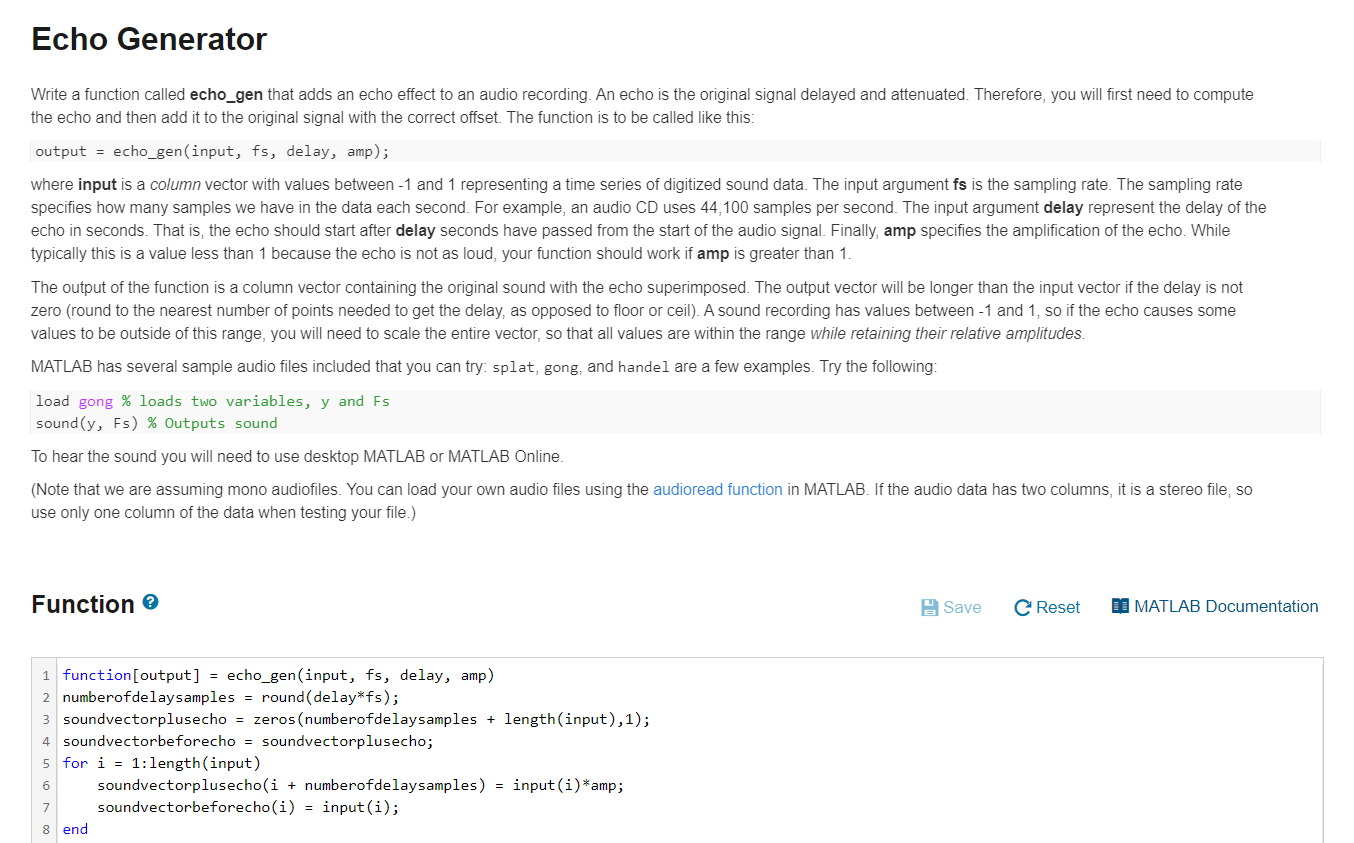 Echo Generator
Write a function called echo_gen that adds an echo effect to an audio recording. An echo is the original signal delayed and attenuated. Therefore, you will first need to compute
the echo and then add it to the original signal with the correct offset. The function is to be called like this:
output = echo_gen(input, fs, delay, amp);
where input is a column vector with values between -1 and 1 representing a time series of digitized sound data. The input argument fs is the sampling rate. The sampling rate
specifies how many samples we have in the data each second. For example, an audio CD uses 44,100 samples per second. The input argument delay represent the delay of the
echo in seconds. That is, the echo should start after delay seconds have passed from the start of the audio signal. Finally, amp specifies the amplification of the echo. While
typically this is a value less than 1 because the echo is not as loud, your function should work if amp is greater than 1.
The output of the function is a column vector containing the original sound with the echo superimposed. The output vector will be longer than the input vector if the delay is not
zero (round to the nearest number of points needed to get the delay, as opposed to floor or ceil). A sound recording has values between -1 and 1, so if the echo causes some
values to be outside of this range, you will need to scale the entire vector, so that all values are within the range while retaining their relative amplitudes.
MATLAB has several sample audio files included that you can try: splat, gong, and handel are a few examples. Try the following:
load gong % loads two variables, y and Fs
sound(y, Fs) % Outputs sound
To hear the sound you will need to use desktop MATLAB or MATLAB Online.
(Note that we are assuming mono audiofiles. You can load your own audio files using the audioread function in MATLAB. If the audio data has two columns, it is a stereo file, so
use only one column of the data when testing your file.)
Function ?
Save Reset MATLAB Documentation
1 function[output] = echo_gen(input, fs, delay, amp)
2 numberofdelaysamples = round(delay*fs);
3 soundvectorplusecho = zeros(numberofdelaysamples + length(input),1);
4 soundvectorbeforecho = soundvectorplusecho;
5 for i = 1:length(input)
6 soundvectorplusecho(i + numberofdelaysamples) = input(i)*amp;
7 soundvectorbeforecho(i) = input(i);
8 end